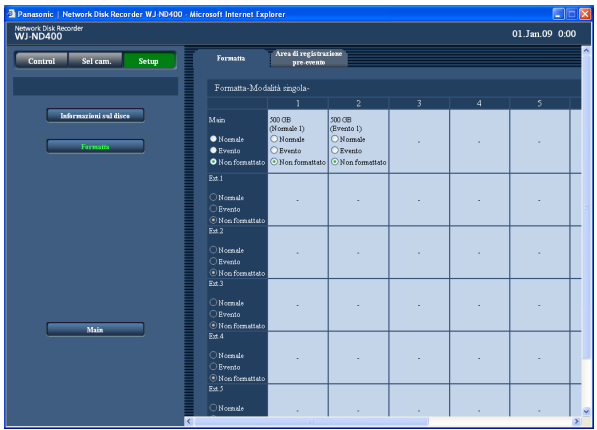 Panasonic | Network Disk Recorder WJ-ND400 - Microsoft Internet Explorer
Network Disk Recorder
WJ-ND400
01.Jan.09 0:00
Control Sel cam. Setup
Formatta
Area di registrazione
pre-evento
Informazioni sul disco
Formatta
Main
Formatta-Modalità singola-
1 2 3 4 5
Main
500 GB
(Normale 1)
500 GB
(Evento 1)
Normale Normale Normale
Evento Evento Evento
Non formattato Non formattato Non formattato
- - -
Ext.1
Normale
Evento
Non formattato
- - - - -
Ext.2
Normale
Evento
Non formattato
- - - - -
Ext.3
Normale
Evento
Non formattato
- - - - -
Ext.4
Normale
Evento
Non formattato
- - - - -
Ext.5
Normale
- - - - -